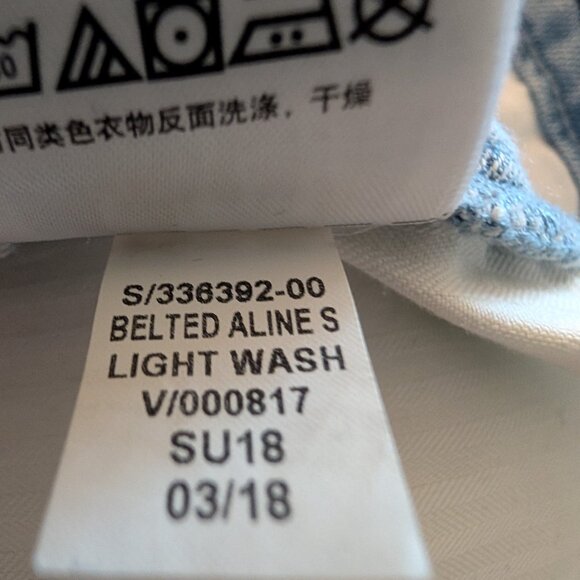 同类色衣物反面洗涤，干燥
S/336392-00
BELTED ALINE S
LIGHT WASH
V/000817
SU18
03/18